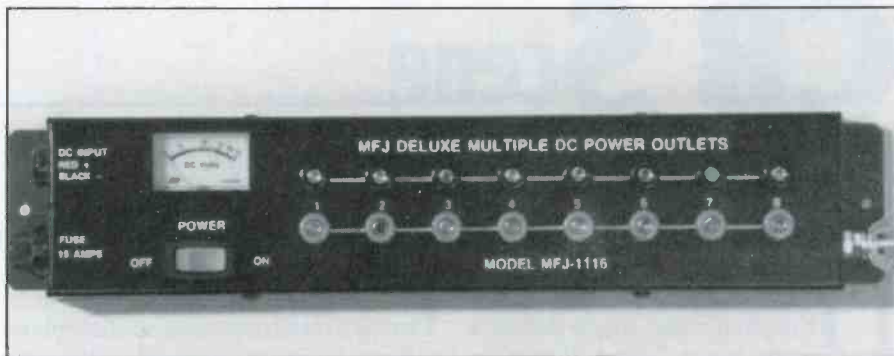 DC INPUT
RED +
BLACK -
DC Volts
MFJ DELUXE MULTIPLE DC POWER OUTLETS
1 2 3 4 5 6 7 8
POWER
FUSE
15 AMPS
OFF ON
MODEL MFJ-1116